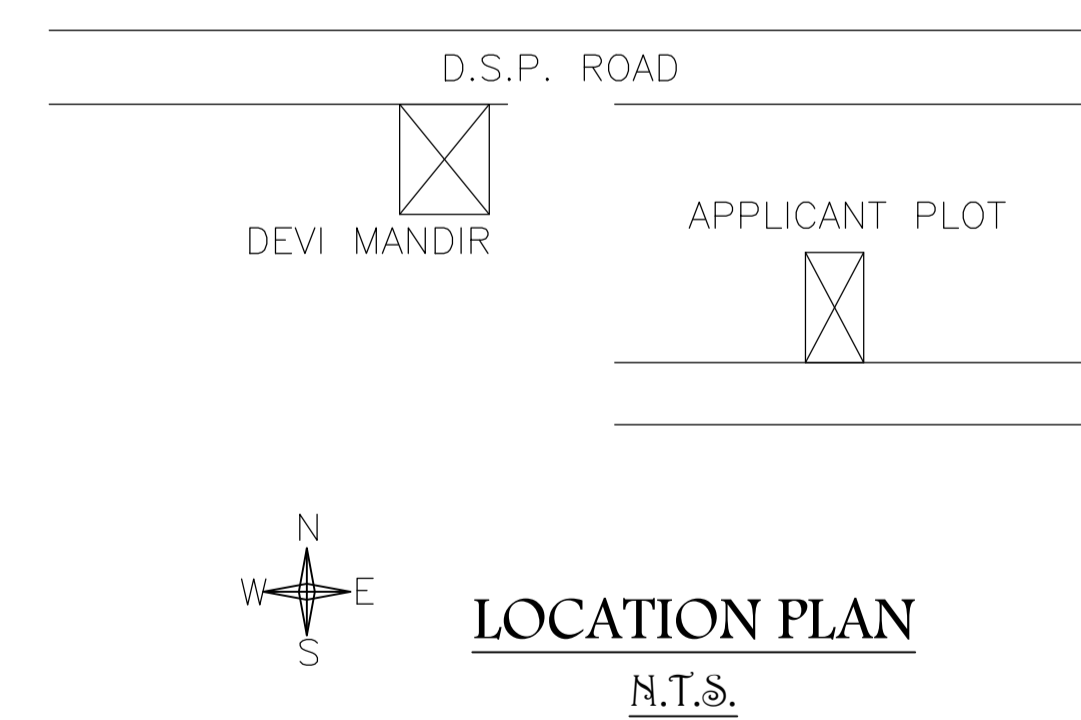 D.S.P. ROAD
APPLICANT PLOT
DEVI MANDIR
N
W E
S
LOCATION PLAN
N.T.S.